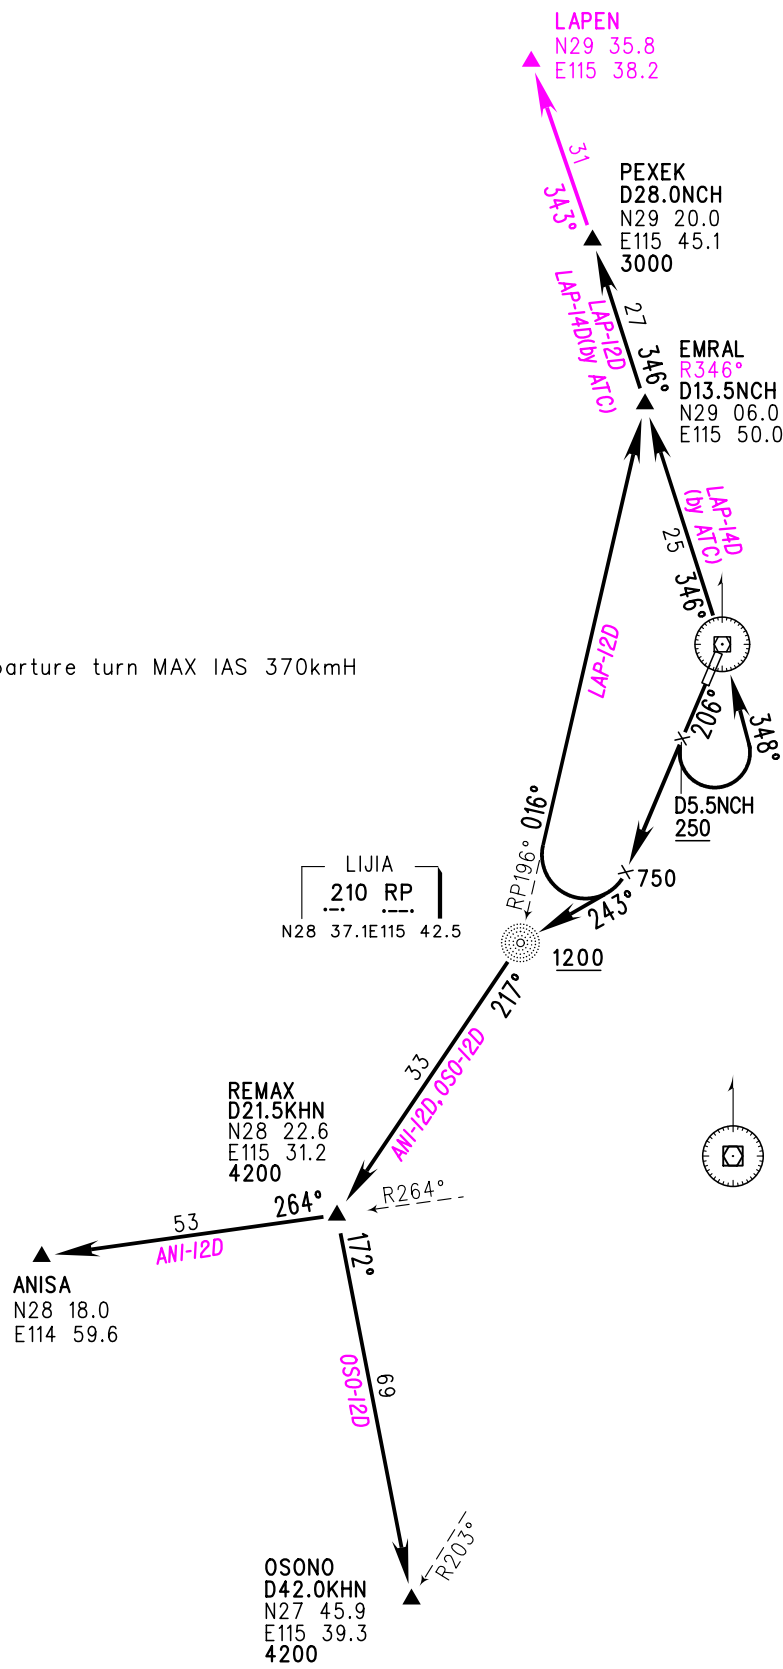 LAPEN
N29 35.8
E115 38.2
31
343°
PEXEK
D28.0NCH
N29 20.0
E115 45.1
3000
27
LAP-12D
LAP-14D(by ATC)
346°
EMRAL
R346°
D13.5NCH
N29 06.0
E115 50.0
LAP-14D
(by ATC)
25
346°
LAP-12D
parture turn MAX IAS 370kmH
206°
348°
D5.5NCH
250
016°
RP196°
LIJIA
210 RP
N28 37.1E115 42.5
750
243°
1200
217°
33
ANI-12D, OSO-12D
REMAX
D21.5KHN
N28 22.6
E115 31.2
4200
264°
R264°
53
ANI-12D
172°
ANISA
N28 18.0
E114 59.6
OSO-12D
69
R203°
OSONO
D42.0KHN
N27 45.9
E115 39.3
4200